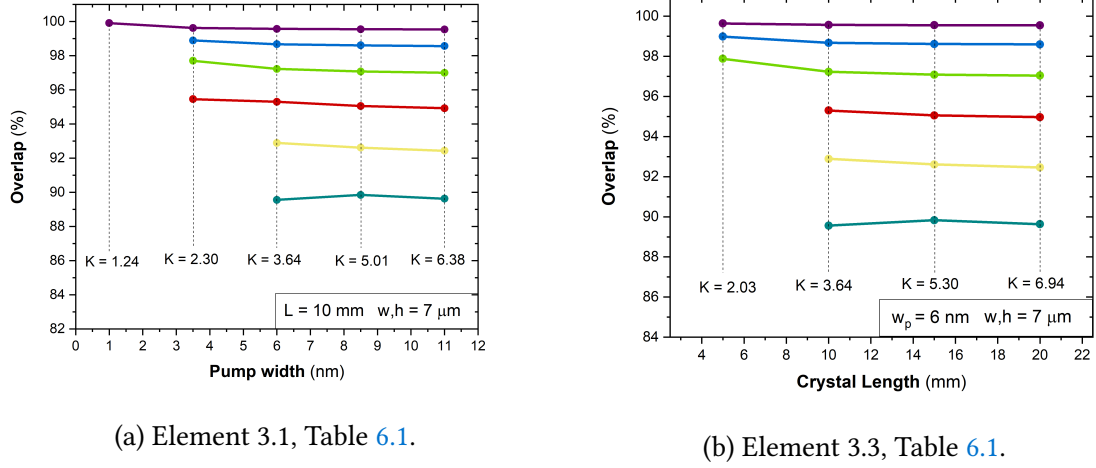 100
98
96
94
92
90
88
86
84
82
Overlap (%)
K = 1.24
K = 2.30
K = 3.64
K = 5.01
K = 6.38
L = 10 mm w,h = 7 μm
0 1 2 3 4 5 6 7 8 9 10 11 12
Pump width (nm)
(a) Element 3.1, Table 6.1.
100
98
96
94
92
90
88
86
84
Overlap (%)
K = 2.03
K = 3.64
K = 5.30
K = 6.94
wp = 6 nm w,h = 7 μm
4 6 8 10 12 14 16 18 20 22
Crystal Length (mm)
(b) Element 3.3, Table 6.1.